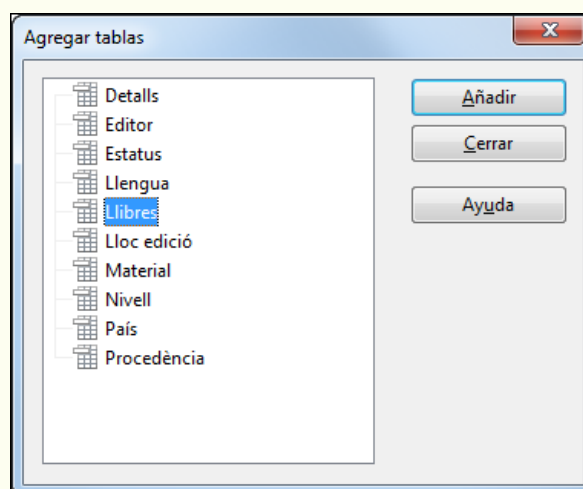 Agregar tablas
Detalls
Editor
Estatus
Llengua
Llibres
Lloc edició
Material
Nivell
País
Procedència
Añadir
Cerrar
Ayuda